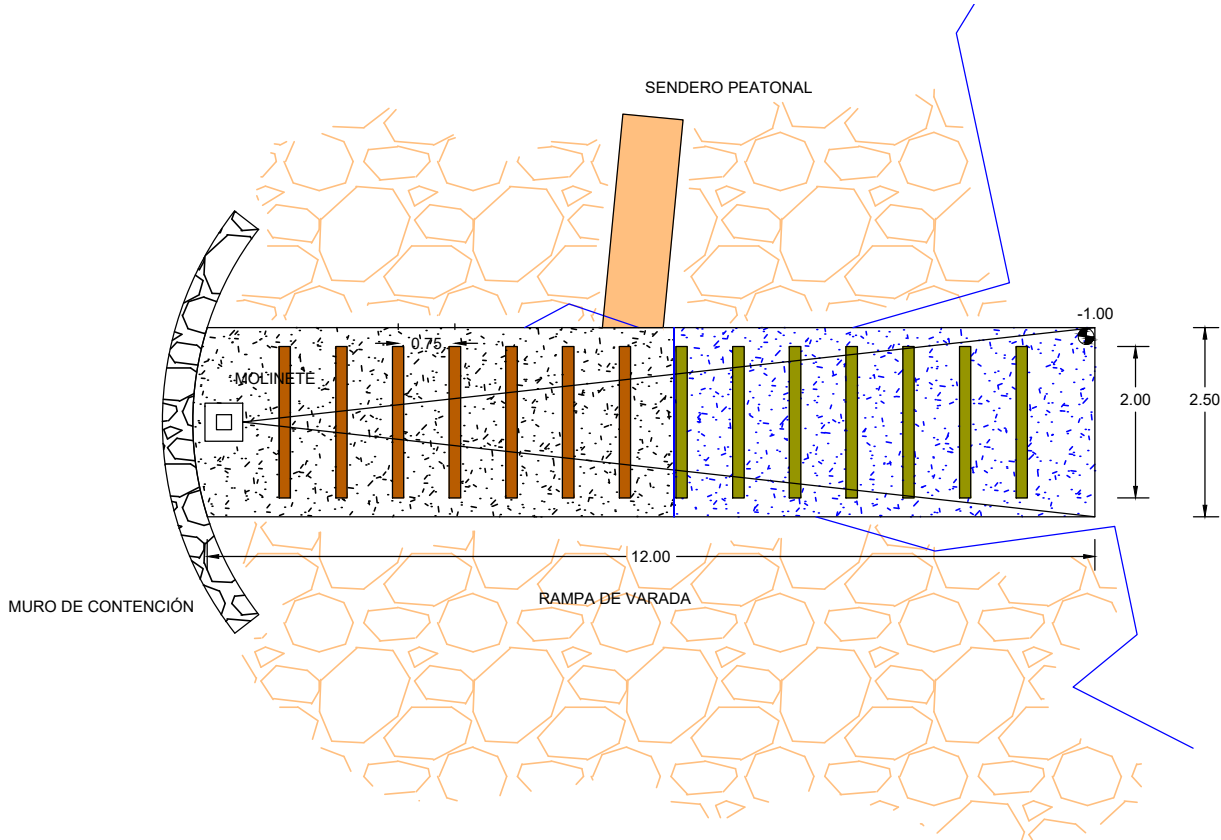 SENDERO PEATONAL
-1.00
0.75
MOLINETE
2.00
2.50
12.00
RAMPA DE VARADA
MURO DE CONTENCIÓN